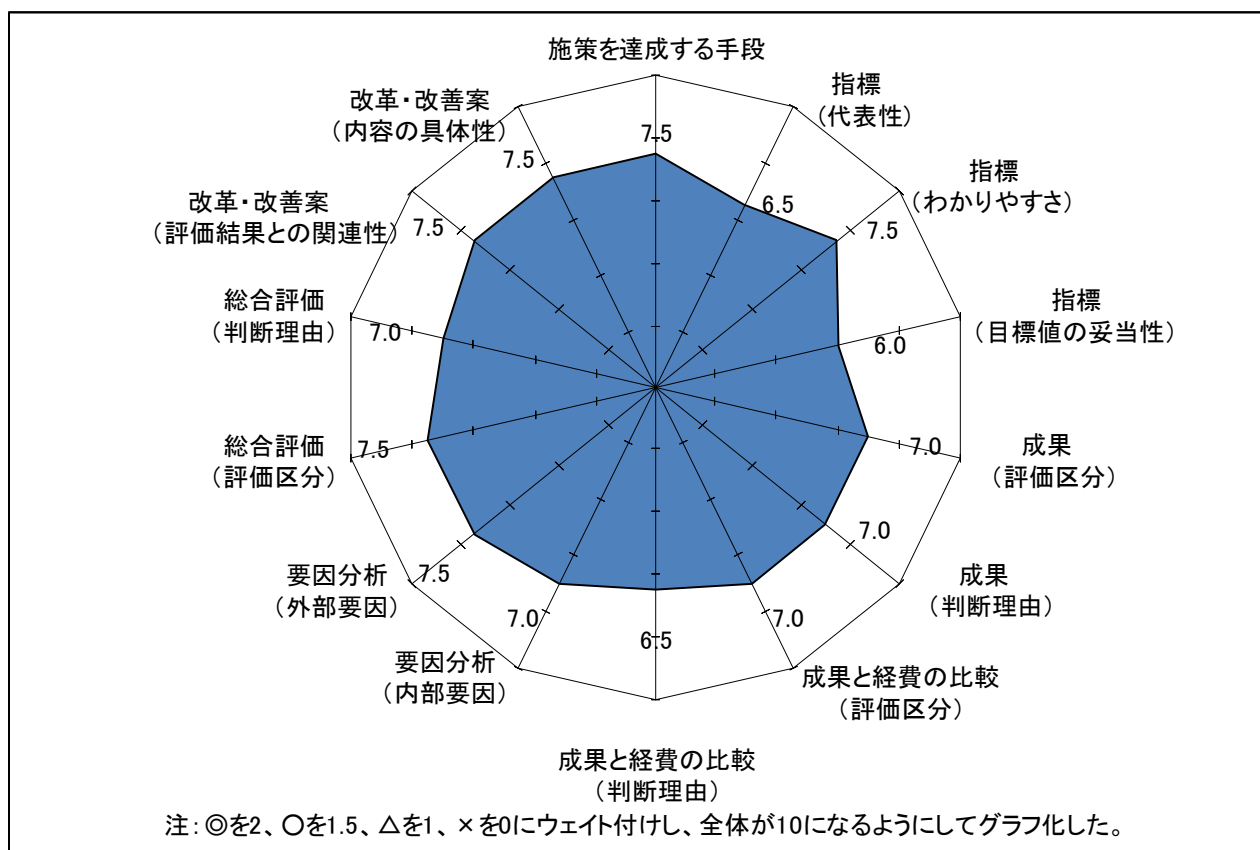 施策を達成する手段
7.5
指標
（代表性）
6.5
指標
（わかりやすさ）
7.5
指標
（目標値の妥当性）
6.0
成果
（評価区分）
7.0
成果
（判断理由）
7.0
成果と経費の比較
（評価区分）
7.0
成果と経費の比較
（判断理由）
6.5
要因分析
（内部要因）
7.0
要因分析
（外部要因）
7.5
総合評価
（評価区分）
7.5
総合評価
（判断理由）
7.0
改革・改善案
（評価結果との関連性）
7.5
改革・改善案
（内容の具体性）
7.5
注：◎を2、○を1.5、△を1、×を0にウェイト付けし、全体が10になるようにしてグラフ化した。